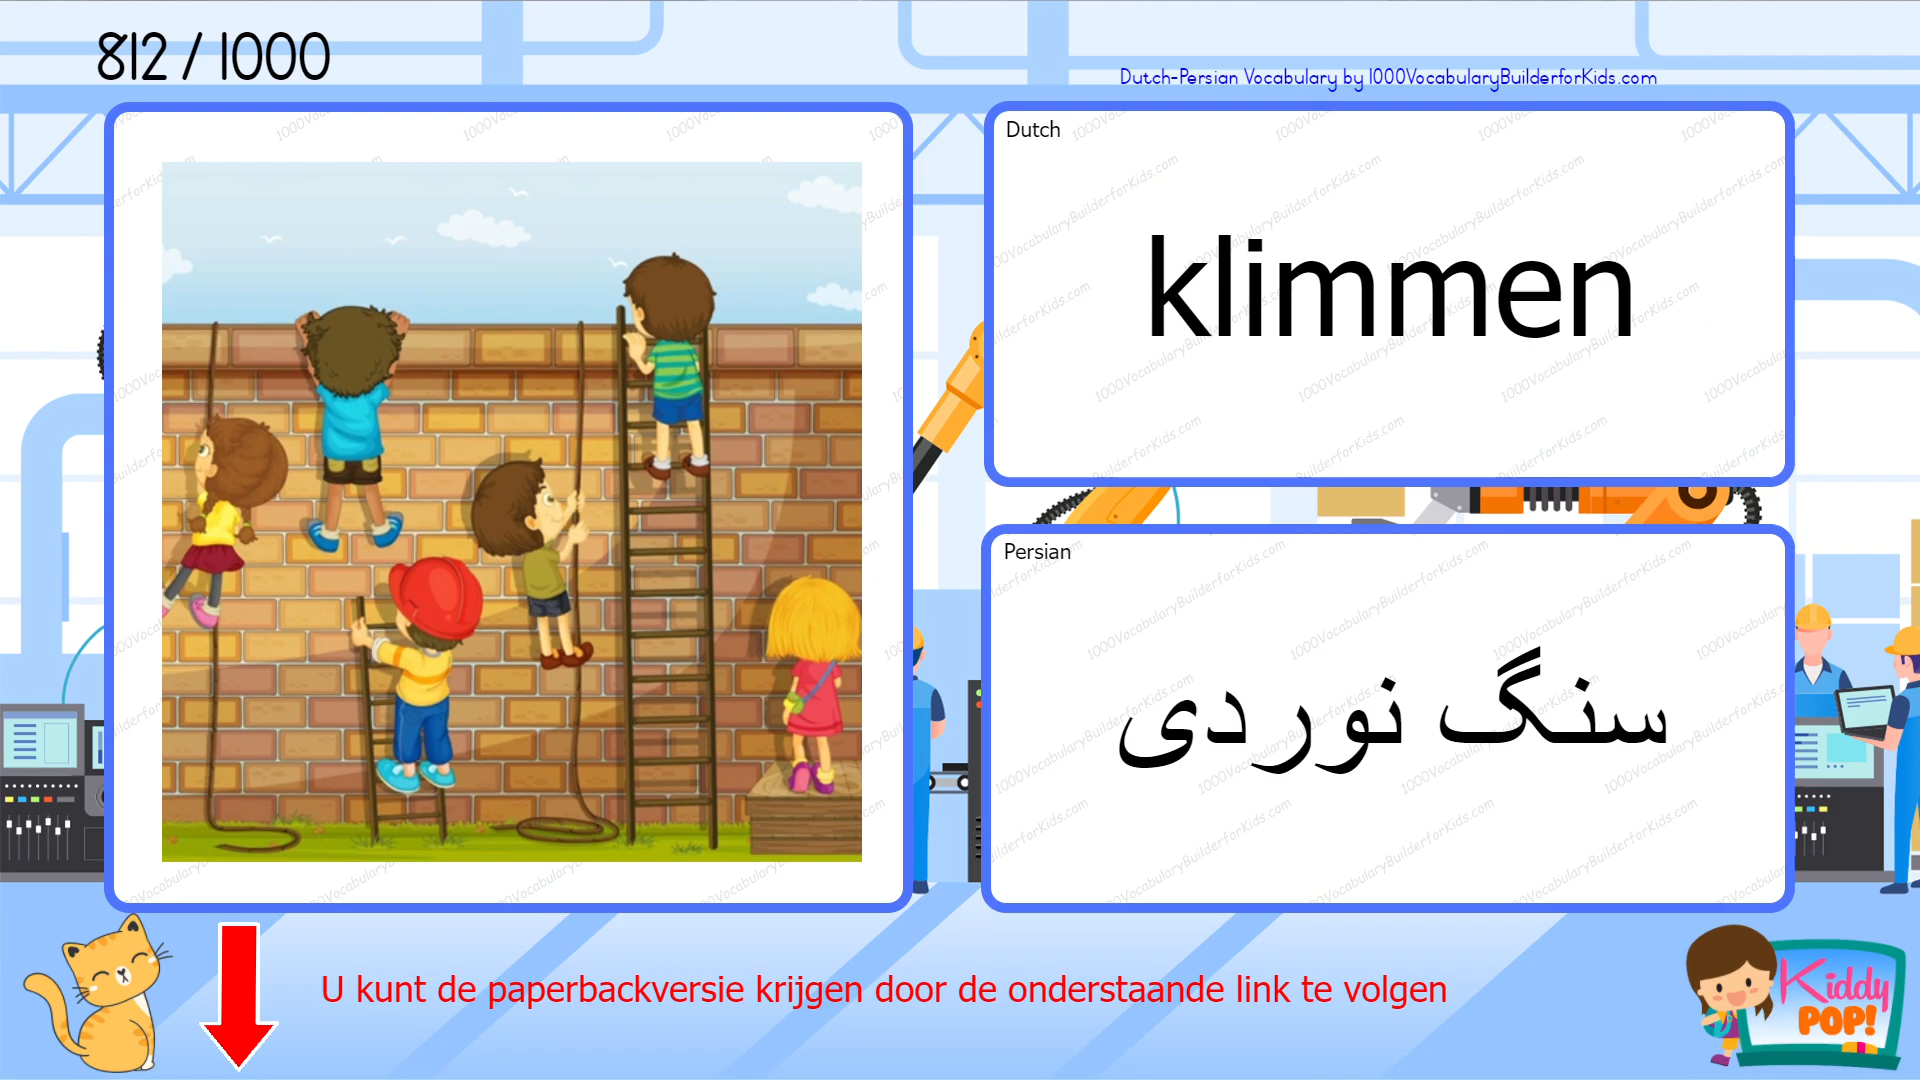 812 / 1000
Dutch-Persian Vocabulary by 1000VocabularyBuilderforKids.com
Dutch
klimmen
Persian
سنگ نوردی
U kunt de paperbackversie krijgen door de onderstaande link te volgen
Kiddy
POP!